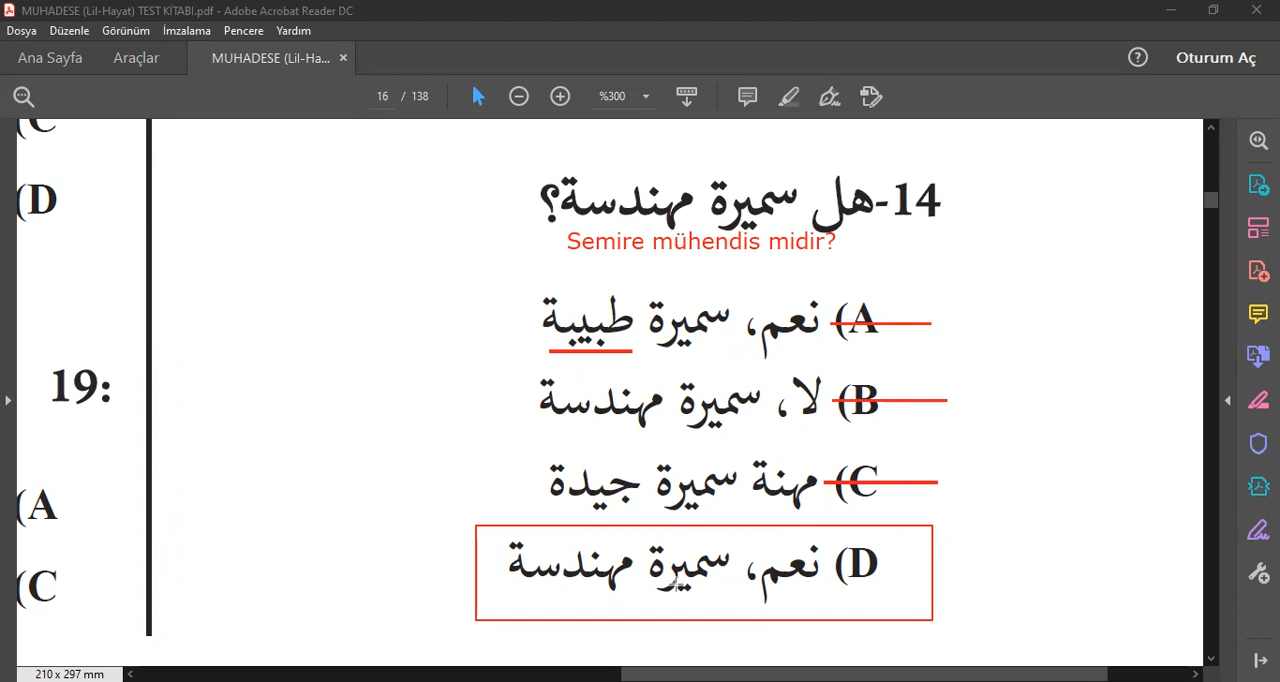 MUHADESE (Lil-Hayat) TEST KİTABI.pdf - Adobe Acrobat Reader DC
Dosya Düzenle Görünüm İmzalama Pencere Yardım
Ana Sayfa Araçlar MUHADESE (Lil-Ha... × ? Oturum Aç
16 / 138 %300
(C
(D
14-هل سميرة مهندسة؟
Semire mühendis midir?
A) نعم، سميرة طبيبة
19:
B) لا، سميرة مهندسة
C) مهنة سميرة جيدة
(A
D) نعم، سميرة مهندسة
(C
210 x 297 mm